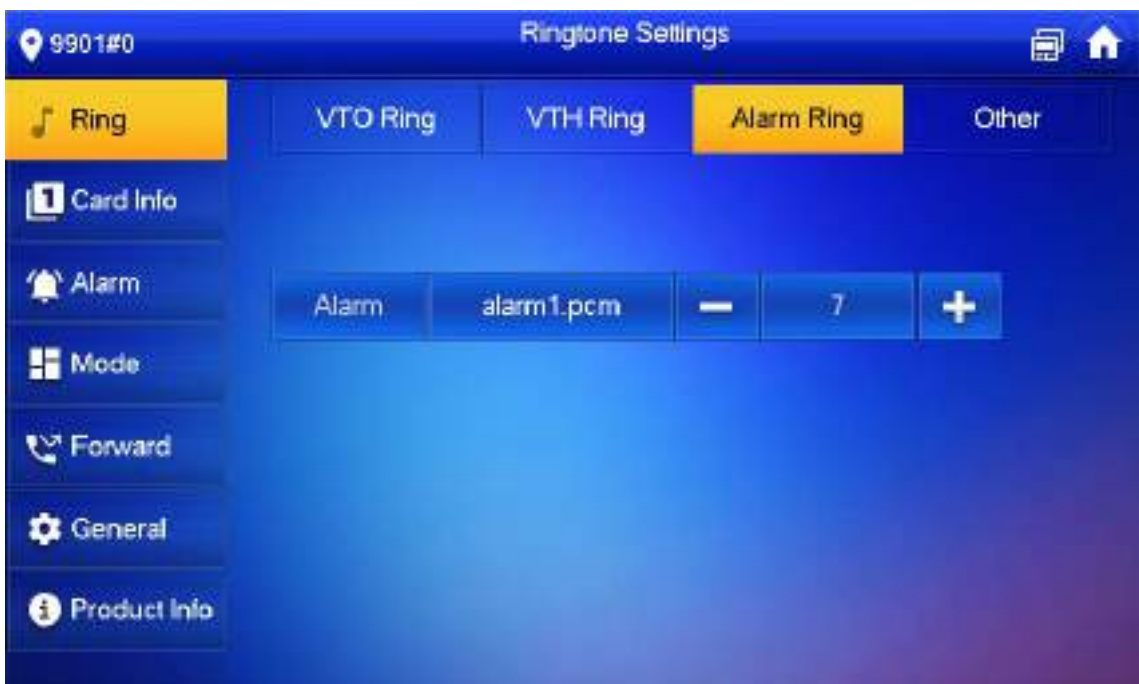 9901#0
Ringtone Settings
Ring
VTO Ring
VTH Ring
Alarm Ring
Other
1 Card Info
Alarm
Alarm
alarm1.pcm
7
Mode
Forward
General
Product Info